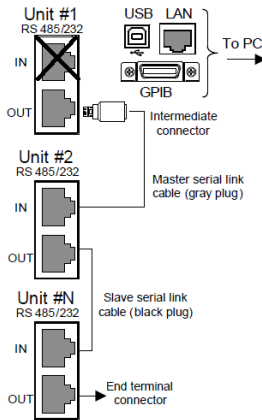 Unit #1
RS 485/232
IN
OUT
USB LAN
GPIB
To PC
Intermediate
connector
Unit #2
RS 485/232
IN
OUT
Master serial link
cable (gray plug)
Unit #N
RS 485/232
IN
OUT
Slave serial link
cable (black plug)
End terminal
connector